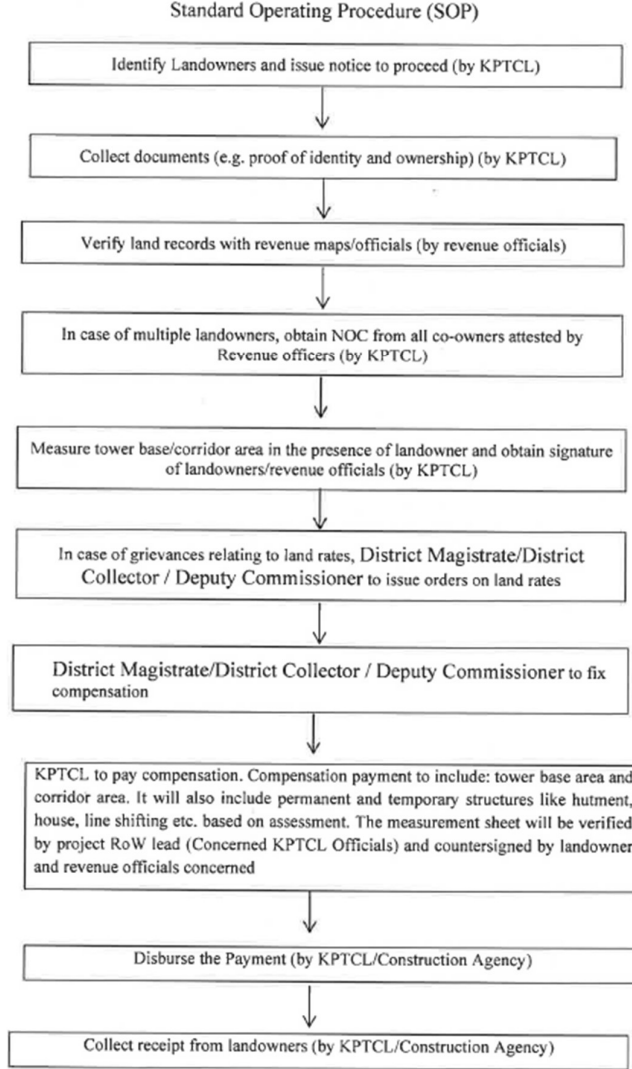 Standard Operating Procedure (SOP)
Identify Landowners and issue notice to proceed (by KPTCL)
Collect documents (e.g. proof of identity and ownership) (by KPTCL)
Verify land records with revenue maps/officials (by revenue officials)
In case of multiple landowners, obtain NOC from all co-owners attested by
Revenue officers (by KPTCL)
Measure tower base/corridor area in the presence of landowner and obtain signature
of landowners/revenue officials (by KPTCL)
In case of grievances relating to land rates, District Magistrate/District
Collector / Deputy Commissioner to issue orders on land rates
District Magistrate/District Collector / Deputy Commissioner to fix
compensation
KPTCL to pay compensation. Compensation payment to include: tower base area and
corridor area. It will also include permanent and temporary structures like hutment,
house, line shifting etc. based on assessment. The measurement sheet will be verified
by project RoW lead (Concerned KPTCL Officials) and countersigned by landowner
and revenue officials concerned
Disburse the Payment (by KPTCL/Construction Agency)
Collect receipt from landowners (by KPTCL/Construction Agency)